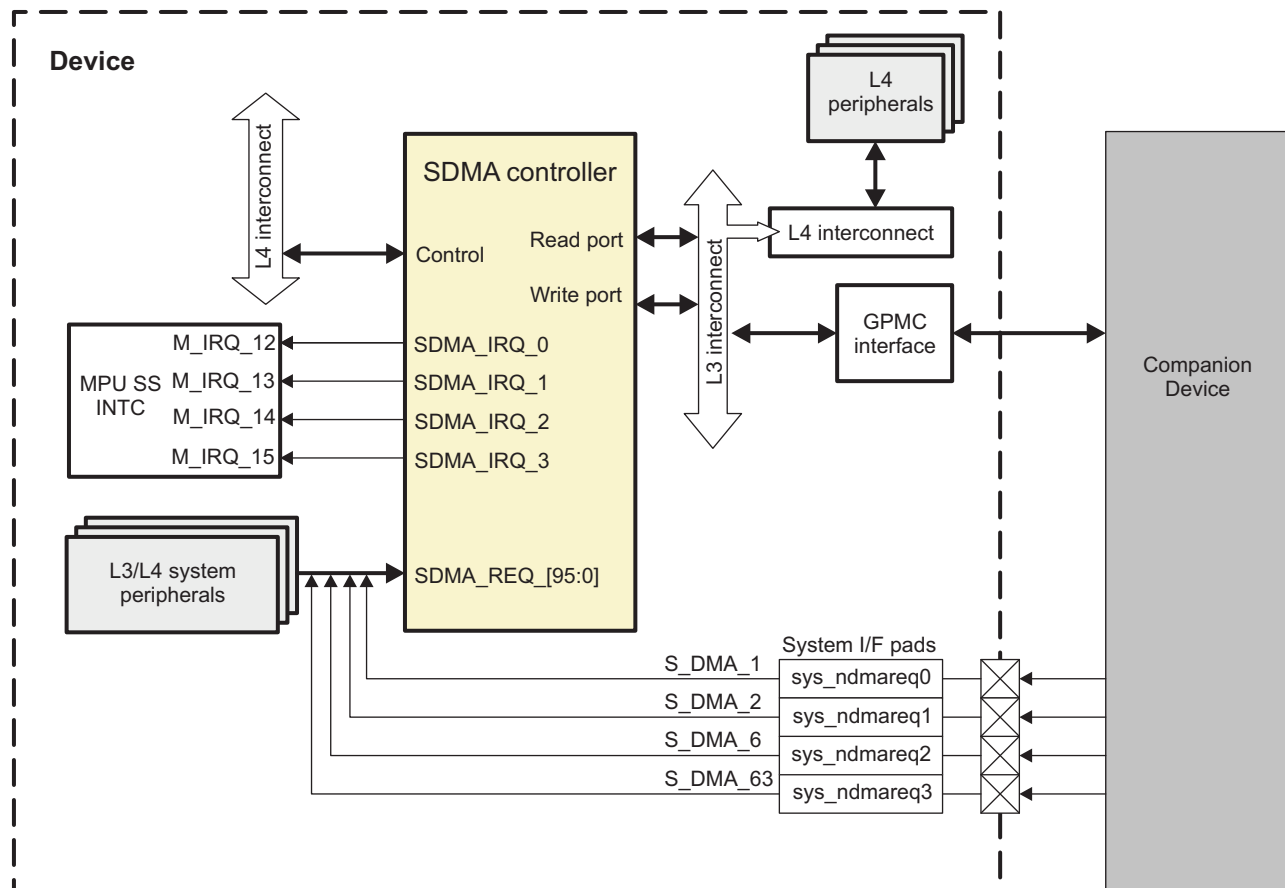 Device
L4
peripherals
L4 interconnect
SDMA controller
Read port
L4 interconnect
Control
Write port
L3 interconnect
GPMC
interface
Companion
Device
MPU SS
INTC
M_IRQ_12
SDMA_IRQ_0
M_IRQ_13
SDMA_IRQ_1
M_IRQ_14
SDMA_IRQ_2
M_IRQ_15
SDMA_IRQ_3
L3/L4 system
peripherals
SDMA_REQ_[95:0]
System I/F pads
S_DMA_1
sys_ndmareq0
S_DMA_2
sys_ndmareq1
S_DMA_6
sys_ndmareq2
S_DMA_63
sys_ndmareq3